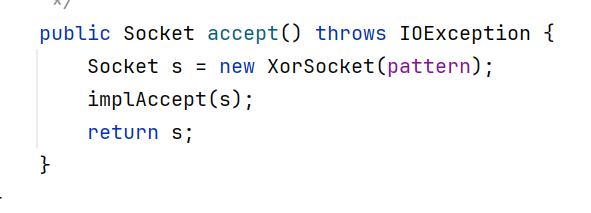 */
public Socket accept() throws IOException {
    Socket s = new XorSocket(pattern);
    implAccept(s);
    return s;
}